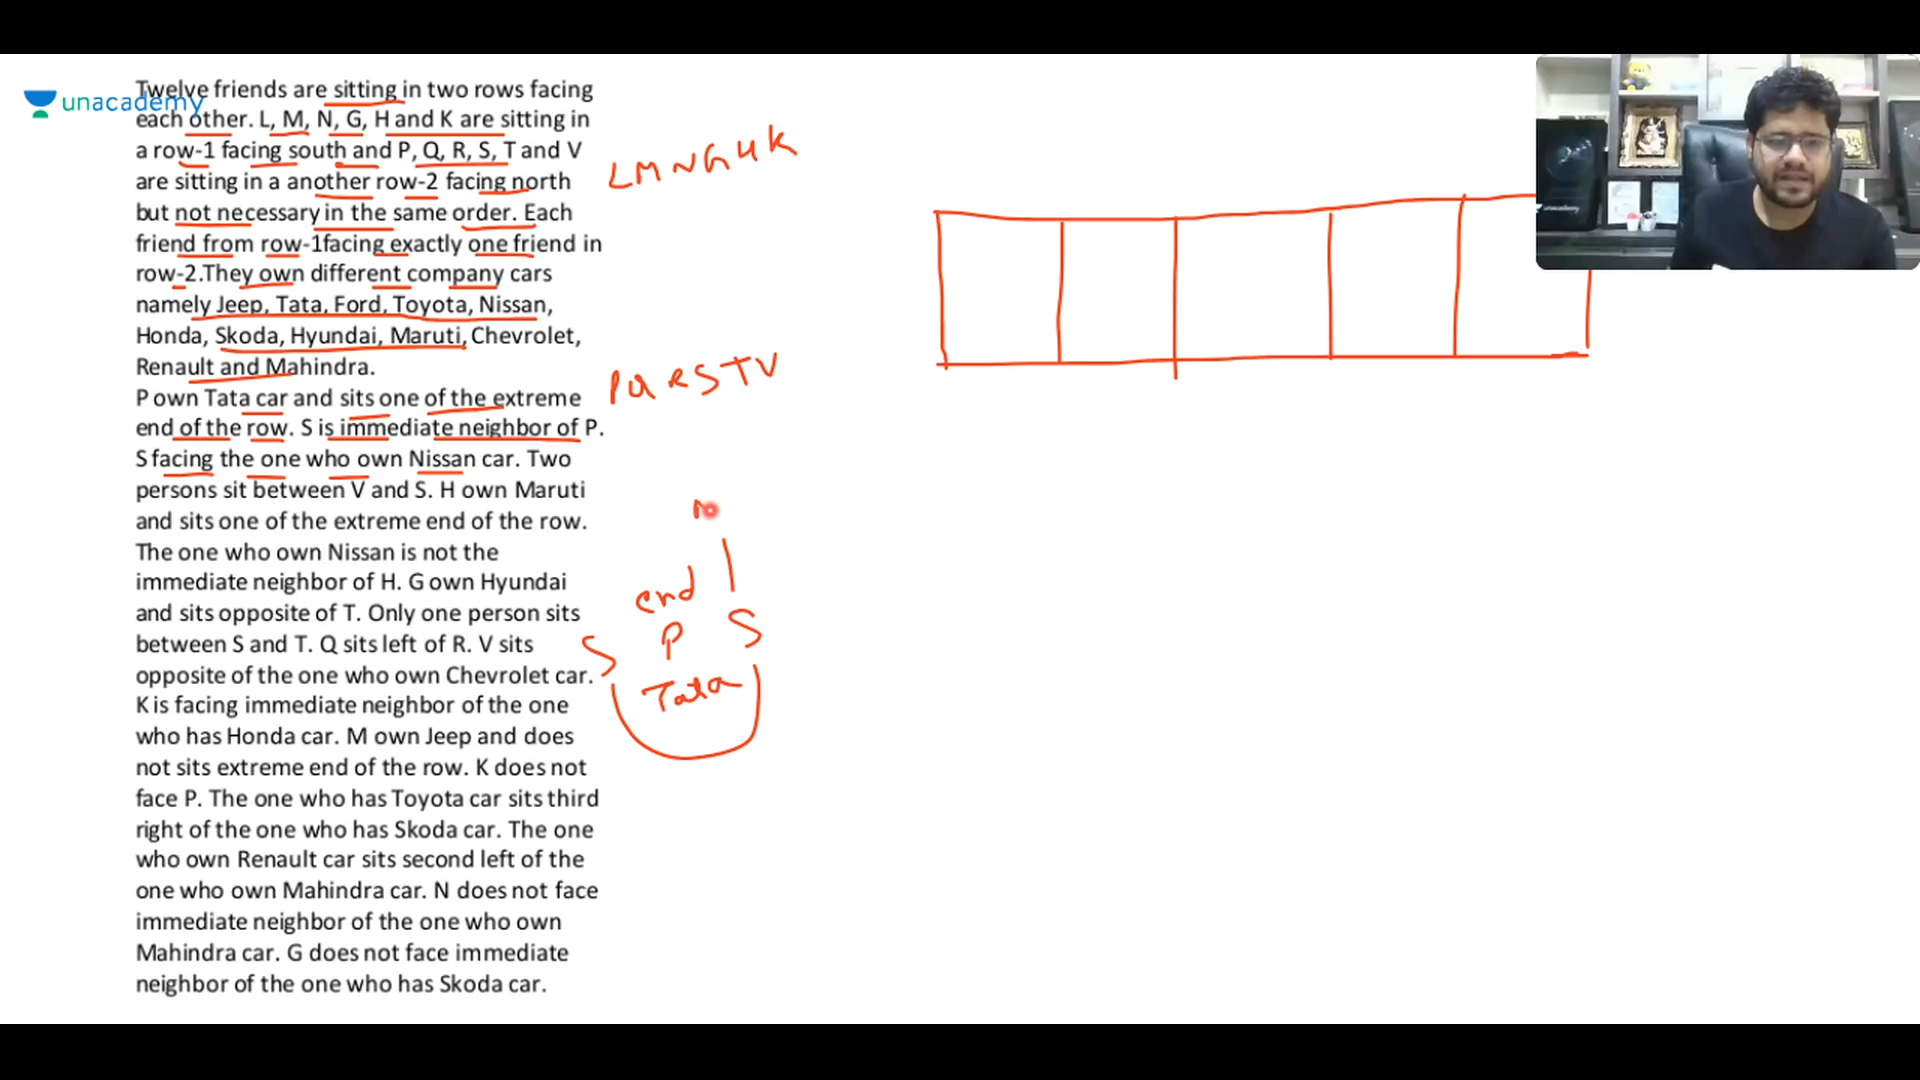 unacademy
Twelve friends are sitting in two rows facing
each other. L, M, N, G, H and K are sitting in
a row-1 facing south and P, Q, R, S, T and V
are sitting in a another row-2 facing north
but not necessary in the same order. Each
friend from row-1facing exactly one friend in
row-2.They own different company cars
namely Jeep, Tata, Ford, Toyota, Nissan,
Honda, Skoda, Hyundai, Maruti, Chevrolet,
Renault and Mahindra.
P own Tata car and sits one of the extreme
end of the row. S is immediate neighbor of P.
S facing the one who own Nissan car. Two
persons sit between V and S. H own Maruti
and sits one of the extreme end of the row.
The one who own Nissan is not the
immediate neighbor of H. G own Hyundai
and sits opposite of T. Only one person sits
between S and T. Q sits left of R. V sits
opposite of the one who own Chevrolet car.
K is facing immediate neighbor of the one
who has Honda car. M own Jeep and does
not sits extreme end of the row. K does not
face P. The one who has Toyota car sits third
right of the one who has Skoda car. The one
who own Renault car sits second left of the
one who own Mahindra car. N does not face
immediate neighbor of the one who own
Mahindra car. G does not face immediate
neighbor of the one who has Skoda car.
L M N G H K
P Q R S T V
end
S P S
Tata
unacademy